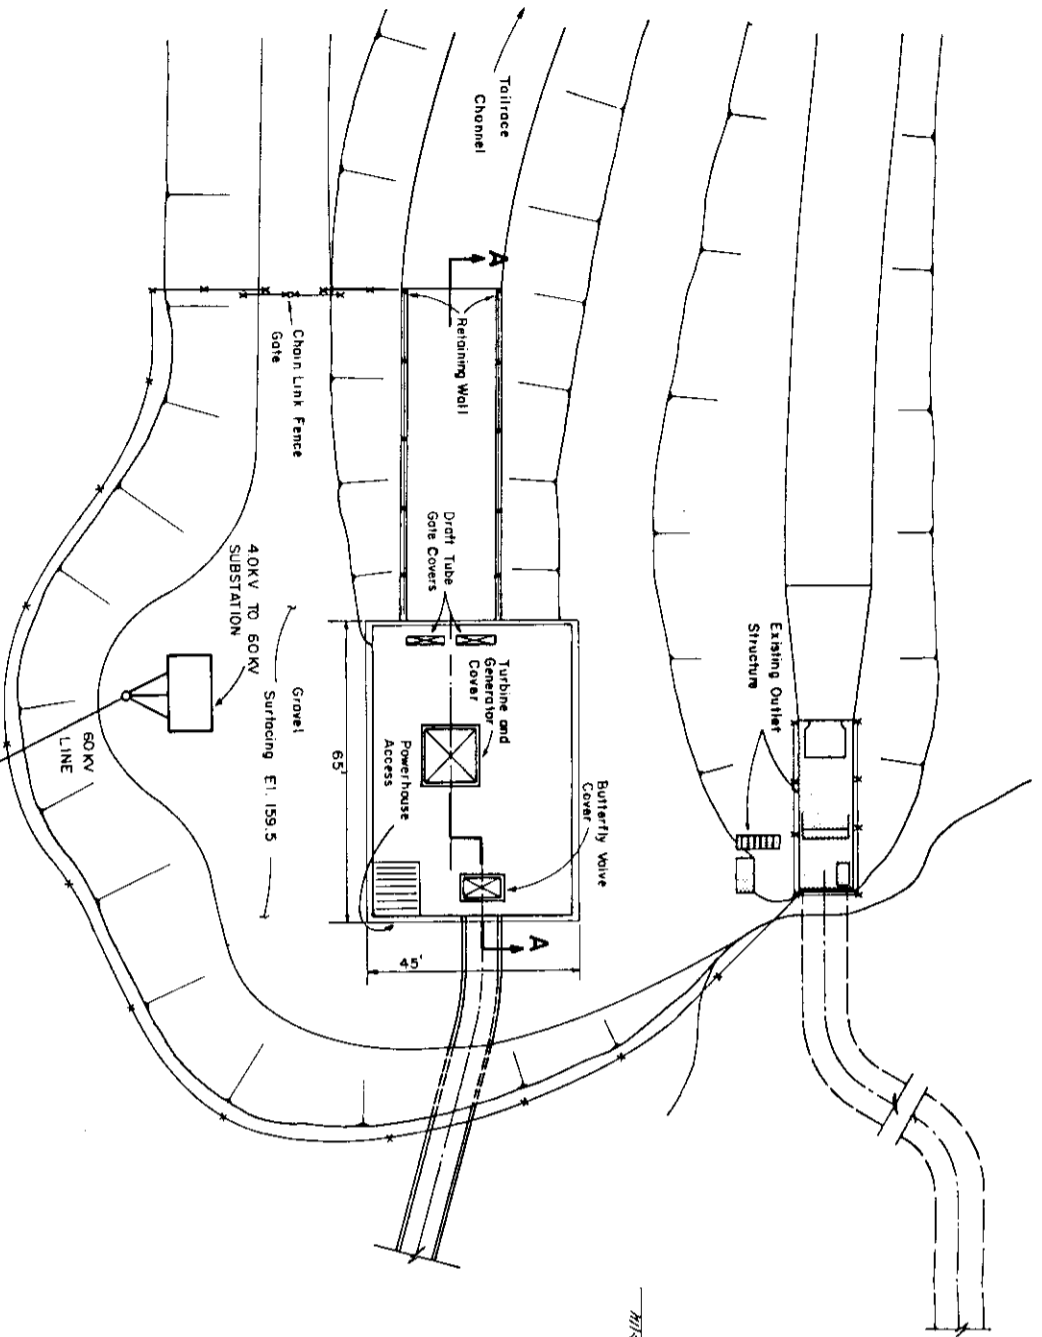 Tailrace
Channel
A
Retaining Wall
Chain Link Fence
Gate
Draft Tube
Gate Covers
4.0KV TO 60KV
SUBSTATION
Existing Outlet
Structure
Turbine and
Generator
Cover
Gravel
Surfacing El. 159.5
60KV
LINE
65'
Powerhouse
Access
Butterfly Valve
Cover
A
45'